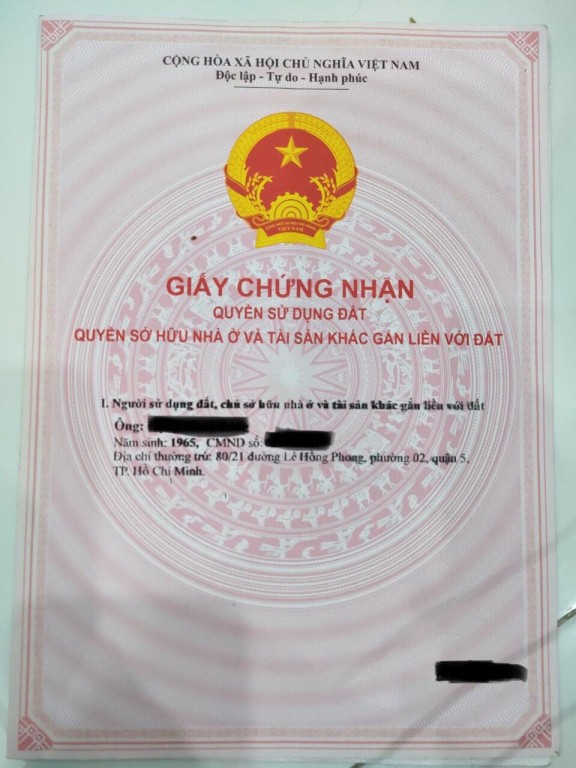 CỘNG HÒA XÃ HỘI CHỦ NGHĨA VIỆT NAM
Độc lập - Tự do - Hạnh phúc
VIỆT NAM
GIẤY CHỨNG NHẬN
QUYỀN SỬ DỤNG ĐẤT
QUYỀN SỞ HỮU NHÀ Ở VÀ TÀI SẢN KHÁC GẮN LIỀN VỚI ĐẤT
I. Người sử dụng đất, chủ sở hữu nhà ở và tài sản khác gắn liền với đất
Ông:
Năm sinh: 1965, CMND số:
Địa chỉ thường trú: 80/21 đường Lê Hồng Phong, phường 02, quận 5,
TP. Hồ Chí Minh.